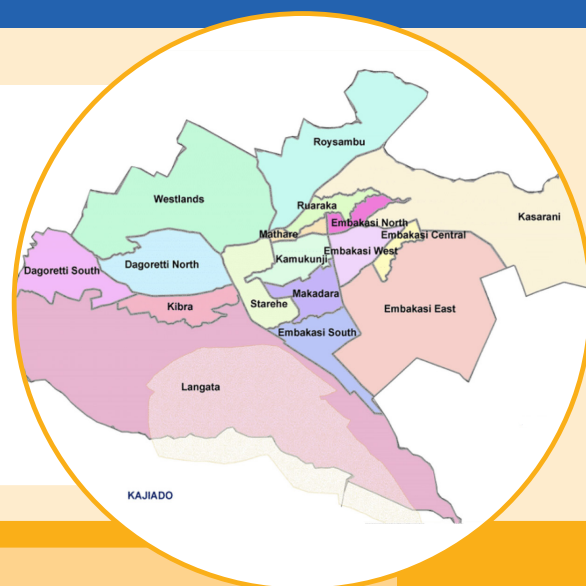 Roysambu
Westlands
Ruaraka
Kasarani
Embakasi North
Mathare
Embakasi Central
Embakasi West
Kamukunji
Dagoretti North
Dagoretti South
Makadara
Starehe
Kibra
Embakasi East
Embakasi South
Langata
KAJIADO